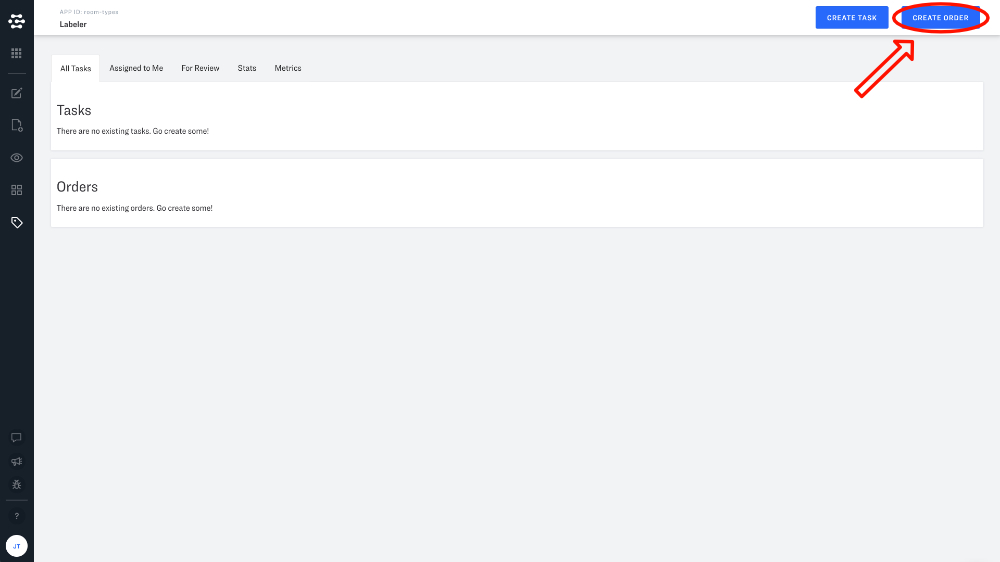 APP ID: room-types
Labeler
CREATE TASK
CREATE ORDER
All Tasks
Assigned to Me
For Review
Stats
Metrics
Tasks
There are no existing tasks. Go create some!
Orders
There are no existing orders. Go create some!
?
JT